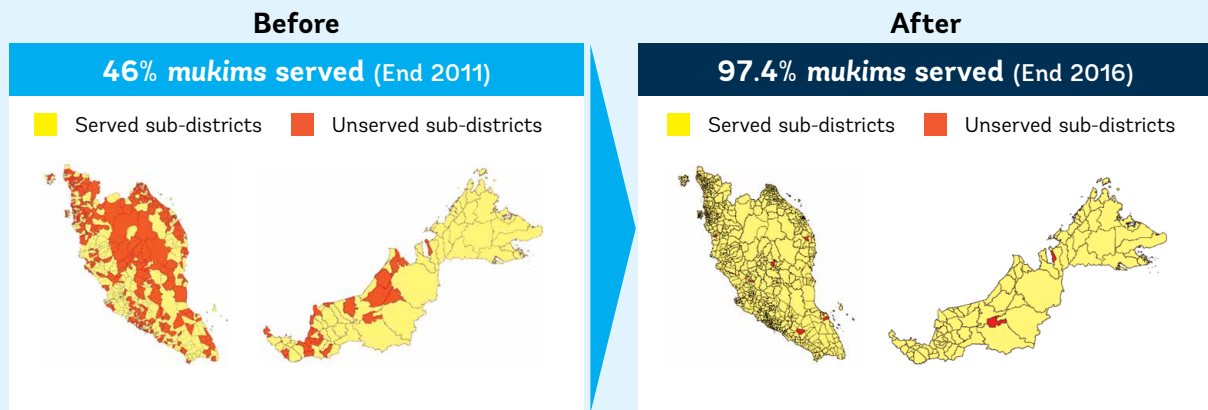 Before
46% mukims served (End 2011)
Served sub-districts
Unserved sub-districts
After
97.4% mukims served (End 2016)
Served sub-districts
Unserved sub-districts